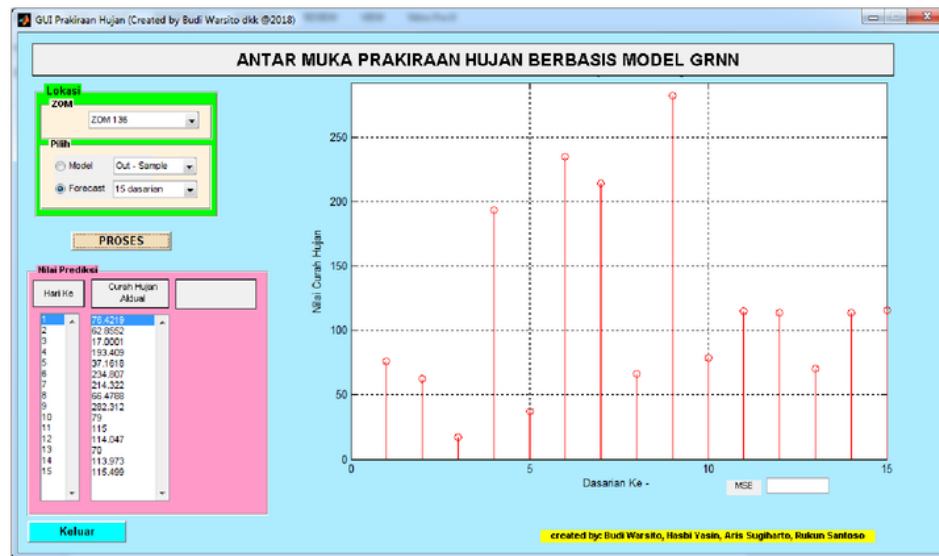 GUI Prakiraan Hujan (Created by Budi Warsito dkk @2018)
ANTAR MUKA PRAKIRAAN HUJAN BERBASIS MODEL GRNN
Lokasi
ZOM
ZOM 136
Pilih
Model
Out - Sample
Forecast
15 dasarian
PROSES
Nilai Prediksi
Hari Ke
Curah Hujan
Aktual
1 76.4219
2 62.8552
3 17.0001
4 193.409
5 37.1618
6 234.807
7 214.322
8 66.4788
9 282.312
10 79
11 115
12 114.047
13 70
14 113.973
15 115.499
Keluar
Nilai Curah Hujan
250
200
150
100
50
0
0 5 10 15
Dasarian Ke -
MSE
created by: Budi Warsito, Hasbi Yasin, Aris Sugiharto, Rukun Santoso